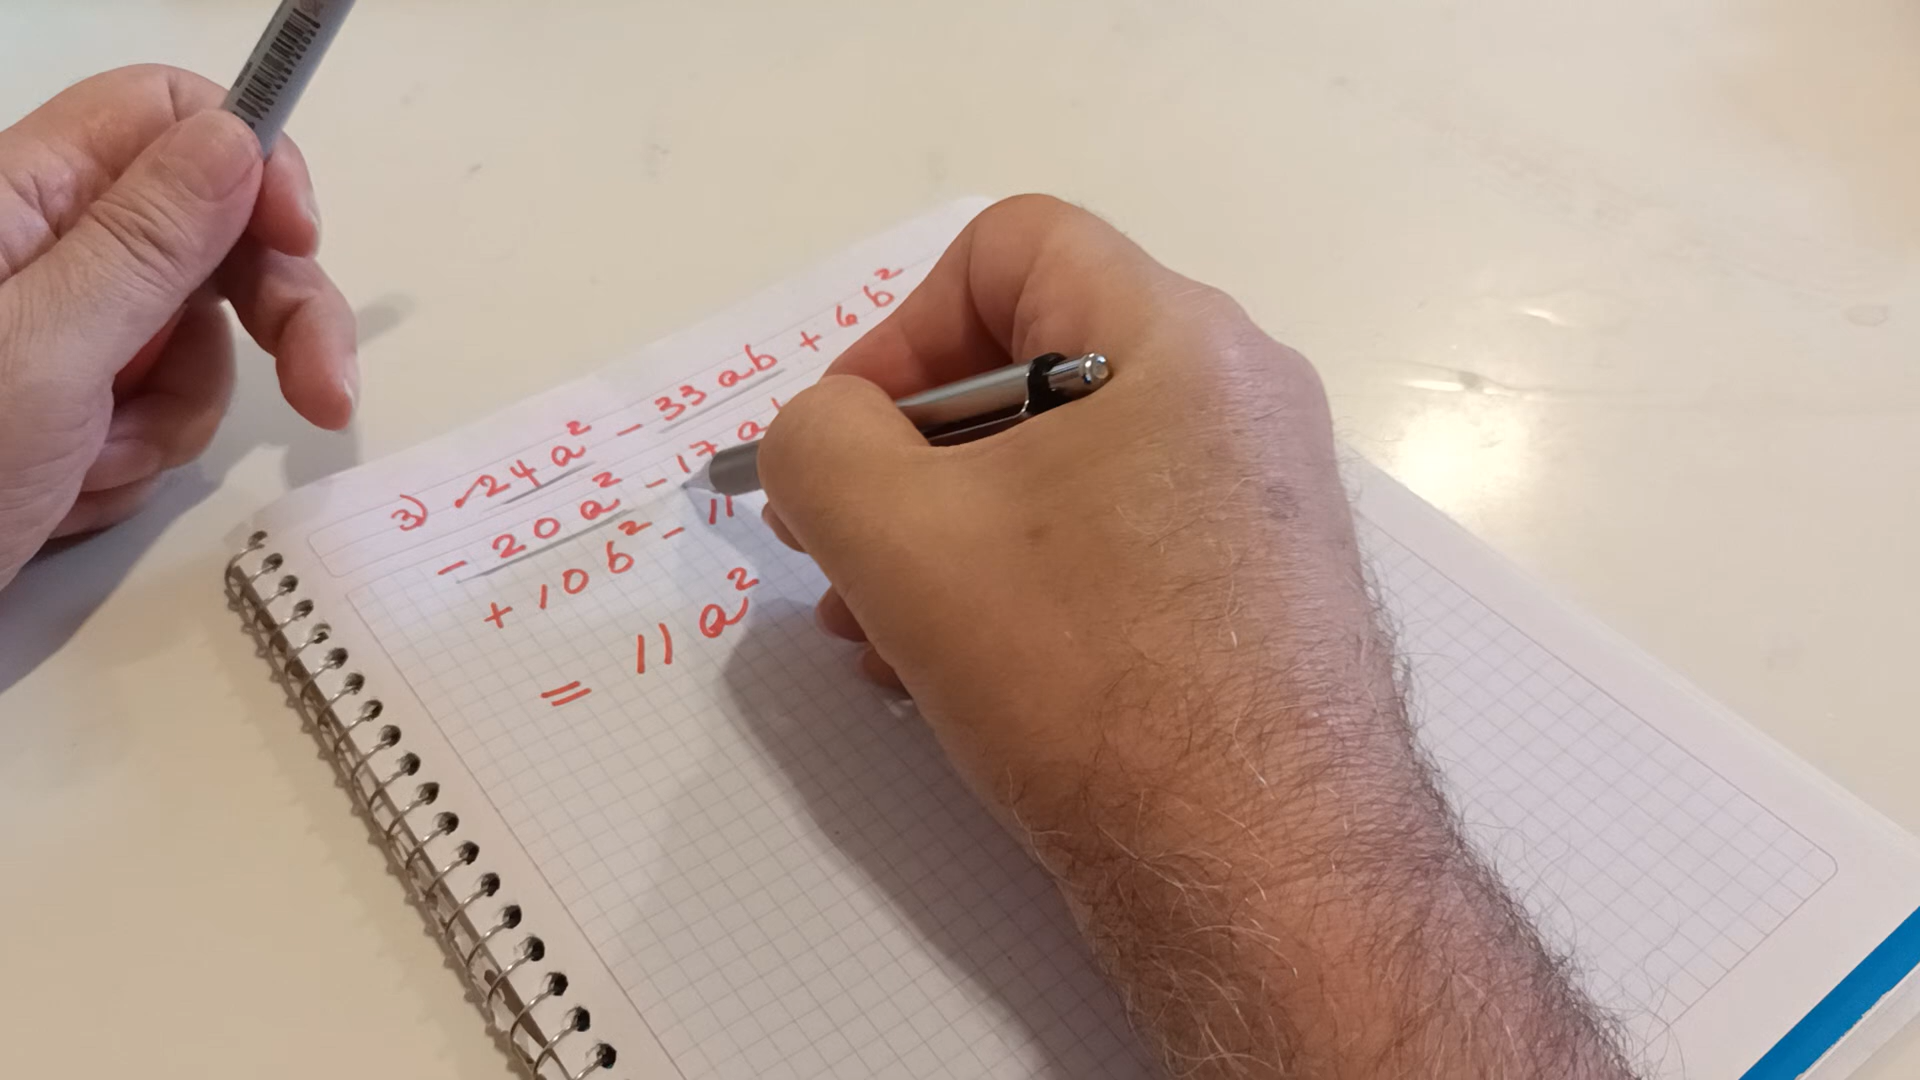 3) 24a² - 33ab + 6b²
- 20a² - 17a
+ 10b² - 11
= 11a²